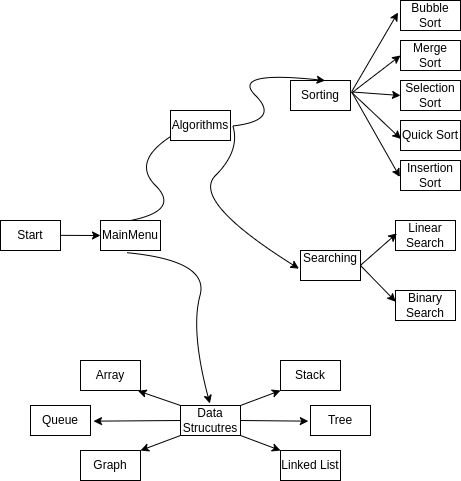 Bubble
Sort
Merge
Sort
Sorting
Selection
Sort
Algorithms
Quick Sort
Insertion
Sort
Start
MainMenu
Linear
Search
Searching
Binary
Search
Array
Stack
Queue
Data
Strucutres
Tree
Graph
Linked List